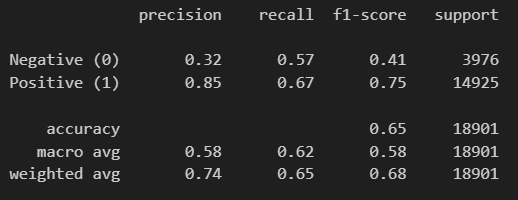 precision recall f1-score support
Negative (0) 0.32 0.57 0.41 3976
Positive (1) 0.85 0.67 0.75 14925
accuracy 0.65 18901
macro avg 0.58 0.62 0.58 18901
weighted avg 0.74 0.65 0.68 18901